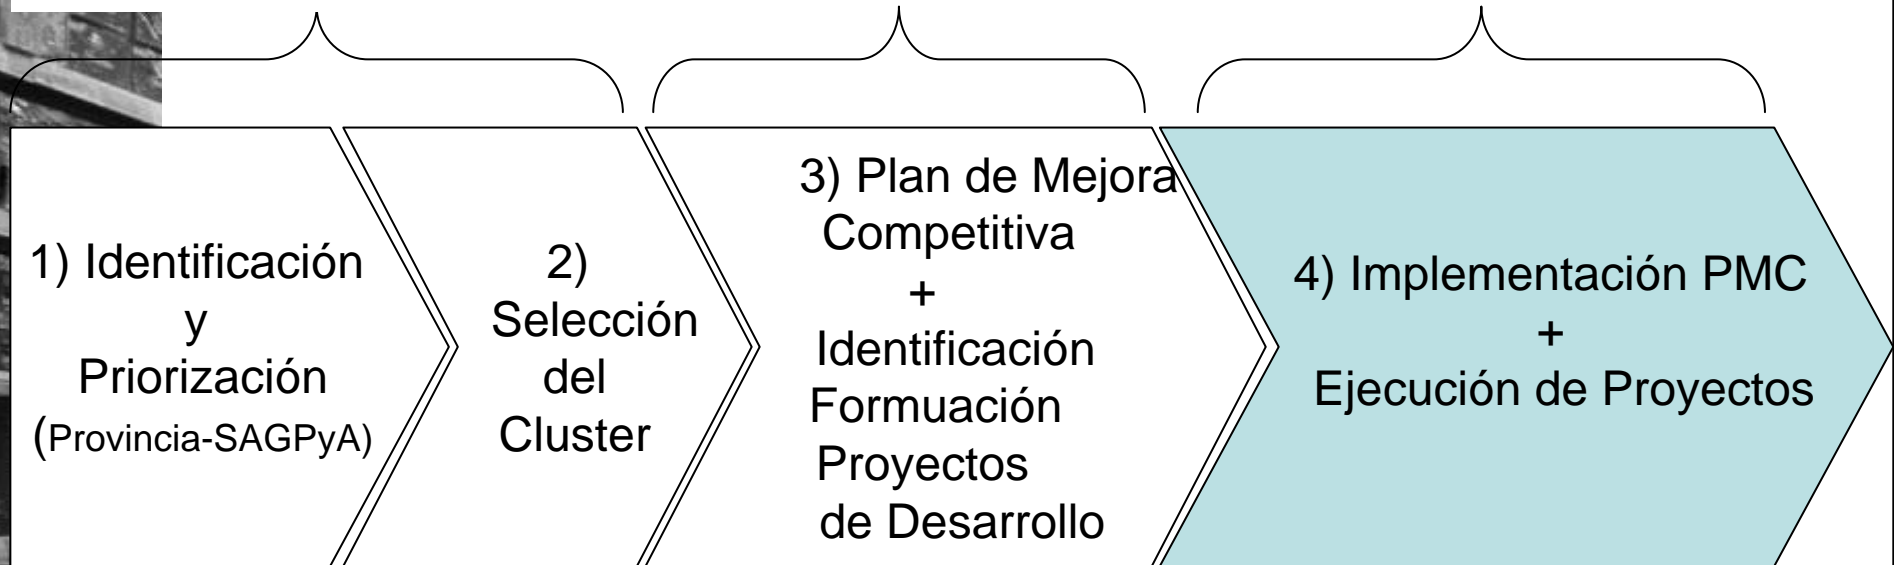 1) Identificación
y
Priorización
(Provincia-SAGPyA)
2)
Selección
del
Cluster
3) Plan de Mejora
Competitiva
+
Identificación
Formuación
Proyectos
de Desarrollo
4) Implementación PMC
+
Ejecución de Proyectos